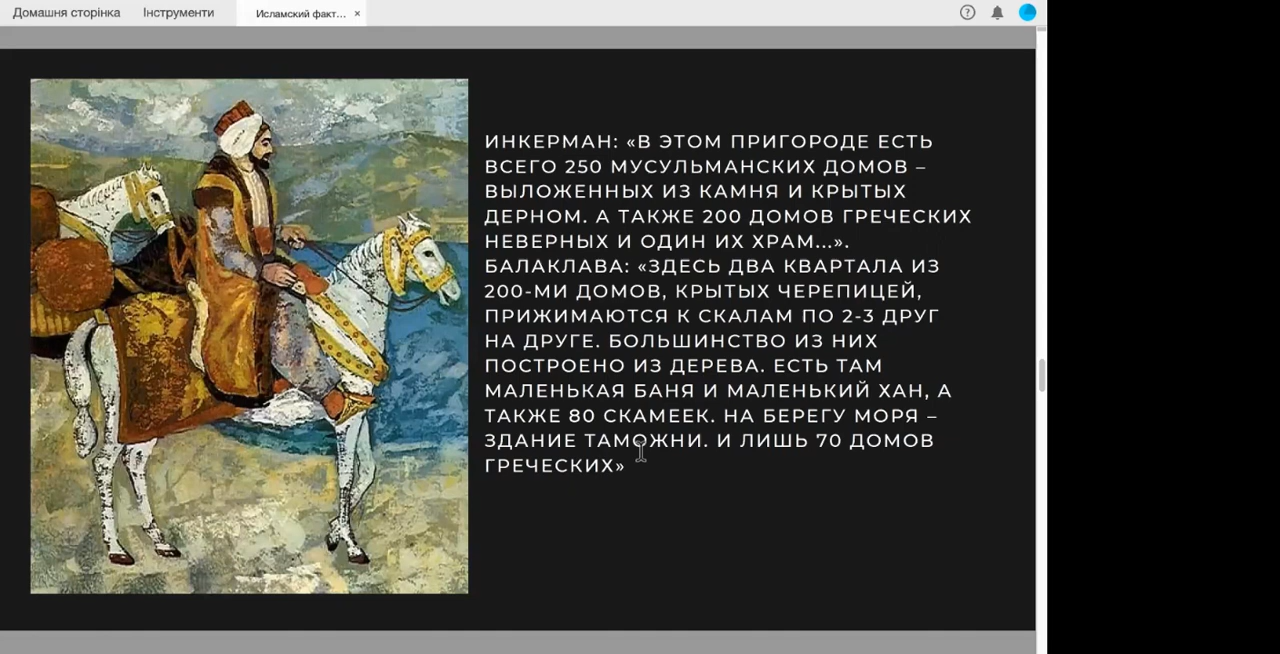 Домашня сторінка
Інструменти
Исламский факт...
ИНКЕРМАН: «В ЭТОМ ПРИГОРОДЕ ЕСТЬ
ВСЕГО 250 МУСУЛЬМАНСКИХ ДОМОВ –
ВЫЛОЖЕННЫХ ИЗ КАМНЯ И КРЫТЫХ
ДЕРНОМ. А ТАКЖЕ 200 ДОМОВ ГРЕЧЕСКИХ
НЕВЕРНЫХ И ОДИН ИХ ХРАМ...».
БАЛАКЛАВА: «ЗДЕСЬ ДВА КВАРТАЛА ИЗ
200-МИ ДОМОВ, КРЫТЫХ ЧЕРЕПИЦЕЙ,
ПРИЖИМАЮТСЯ К СКАЛАМ ПО 2-3 ДРУГ
НА ДРУГЕ. БОЛЬШИНСТВО ИЗ НИХ
ПОСТРОЕНО ИЗ ДЕРЕВА. ЕСТЬ ТАМ
МАЛЕНЬКАЯ БАНЯ И МАЛЕНЬКИЙ ХАН, А
ТАКЖЕ 80 СКАМЕЕК. НА БЕРЕГУ МОРЯ –
ЗДАНИЕ ТАМОЖНИ. И ЛИШЬ 70 ДОМОВ
ГРЕЧЕСКИХ»